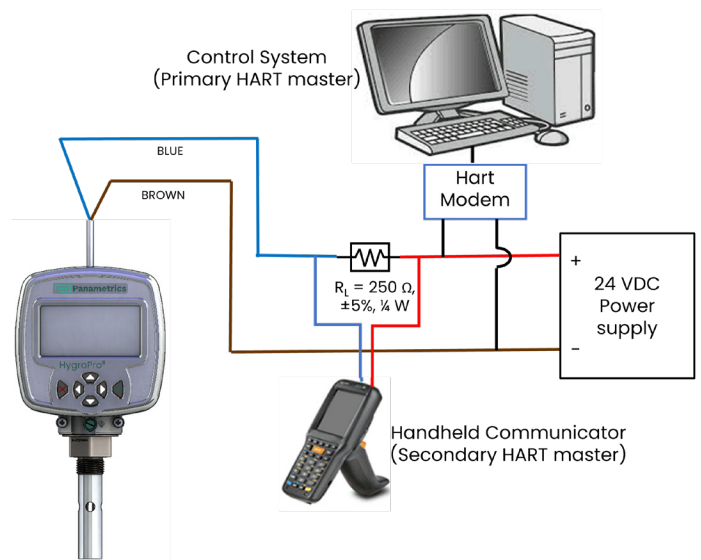 Control System
(Primary HART master)
BLUE
BROWN
Hart
Modem
R_L = 250 Ω,
±5%, ¼ W
+
24 VDC
Power
supply
−
Panametrics
HygroPro®
Handheld Communicator
(Secondary HART master)